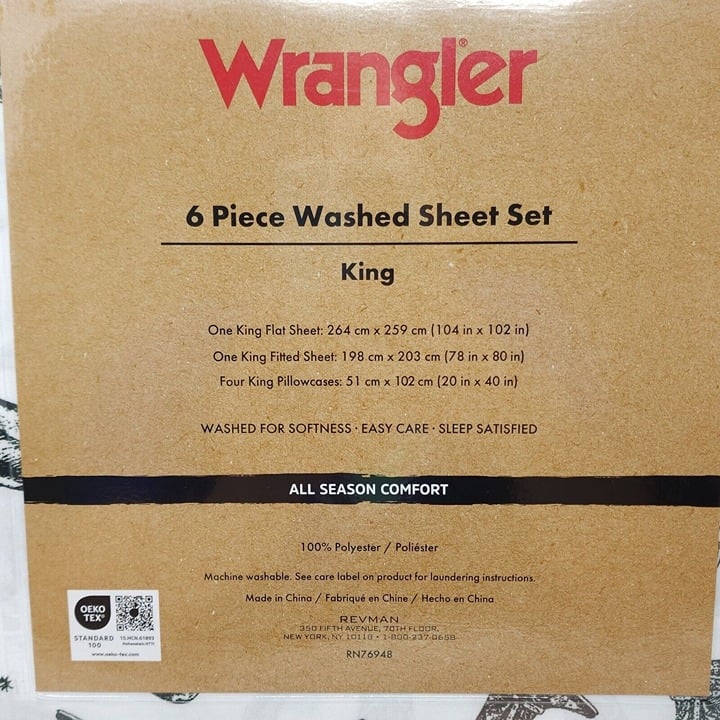 Wrangler®
6 Piece Washed Sheet Set
King
One King Flat Sheet: 264 cm x 259 cm (104 in x 102 in)
One King Fitted Sheet: 198 cm x 203 cm (78 in x 80 in)
Four King Pillowcases: 51 cm x 102 cm (20 in x 40 in)
WASHED FOR SOFTNESS · EASY CARE · SLEEP SATISFIED
ALL SEASON COMFORT
100% Polyester / Poliéster
Machine washable. See care label on product for laundering instructions.
Made in China / Fabriqué en Chine / Hecho en China
REVMAN
350 FIFTH AVENUE, 70TH FLOOR,
NEW YORK, NY 10118 • 1-800-237-0658
RN76948
OEKO
TEX®
STANDARD
100
15.HCN.61893
Hohenstein HTTI
www.oeko-tex.com